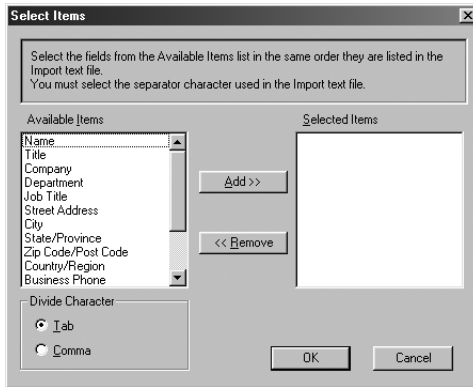 Select Items
Select the fields from the Available Items list in the same order they are listed in the
Import text file.
You must select the separator character used in the Import text file.
Available Items
Name
Title
Company
Department
Job Title
Street Address
City
State/Province
Zip Code/Post Code
Country/Region
Business Phone
Add >>
<< Remove
Selected Items
Divide Character
Tab
Comma
OK
Cancel